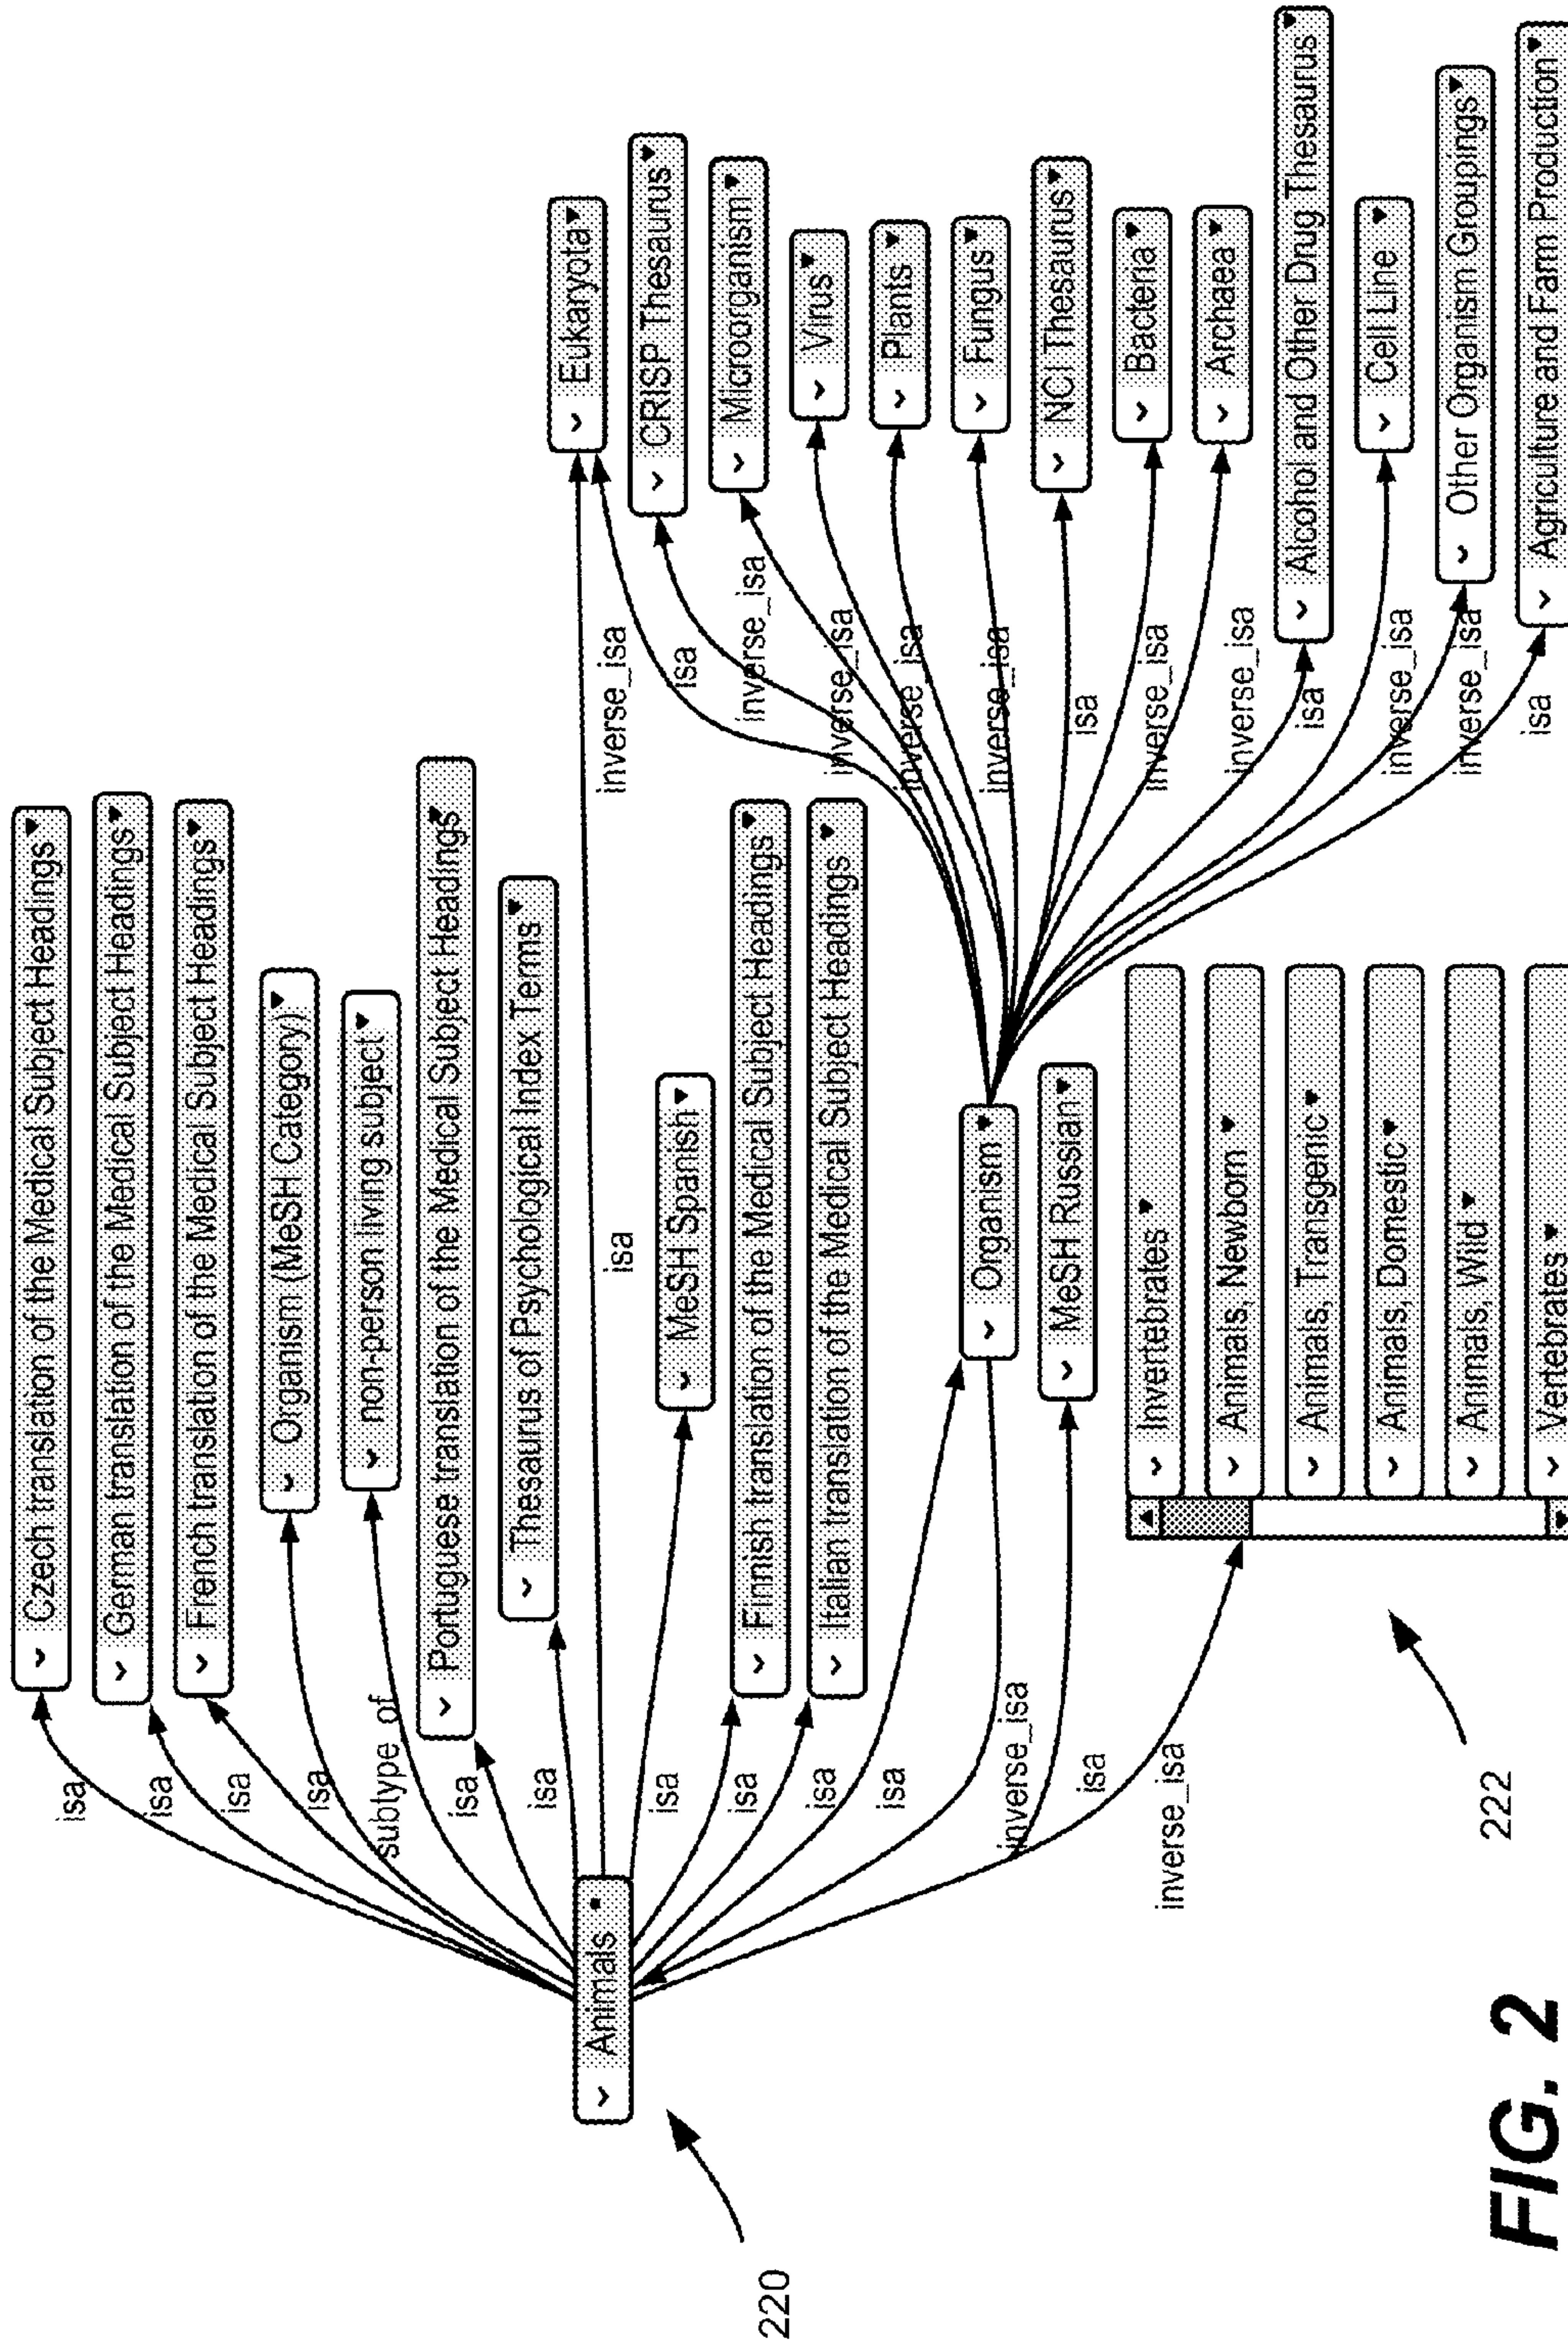 Czech translation of the Medical Subject Headings
German translation of the Medical Subject Headings
French translation of the Medical Subject Headings
Organism (MeSH Category)
non-person living subject
Portuguese translation of the Medical Subject Headings
Thesaurus of Psychological Index Terms
MeSH Spanish
Finnish translation of the Medical Subject Headings
Italian translation of the Medical Subject Headings
Organism
MeSH Russian
Invertebrates
Animals, Newborn
Animals, Transgenic
Animals, Domestic
Animals, Wild
Vertebrates
Animals
isa
isa
isa
isa
subtype_of
isa
isa
isa
isa
isa
isa
isa
inverse_isa
isa
inverse_isa
Eukaryota
CRISP Thesaurus
Microorganism
Virus
Plants
Fungus
NCI Thesaurus
Bacteria
Archaea
Alcohol and Other Drug Thesaurus
Cell Line
Other Organism Groupings
Agriculture and Farm Production
inverse_isa
isa
inverse_isa
inverse_isa
inverse_isa
inverse_isa
isa
inverse_isa
inverse_isa
isa
inverse_isa
inverse_isa
isa
220
222
FIG. 2